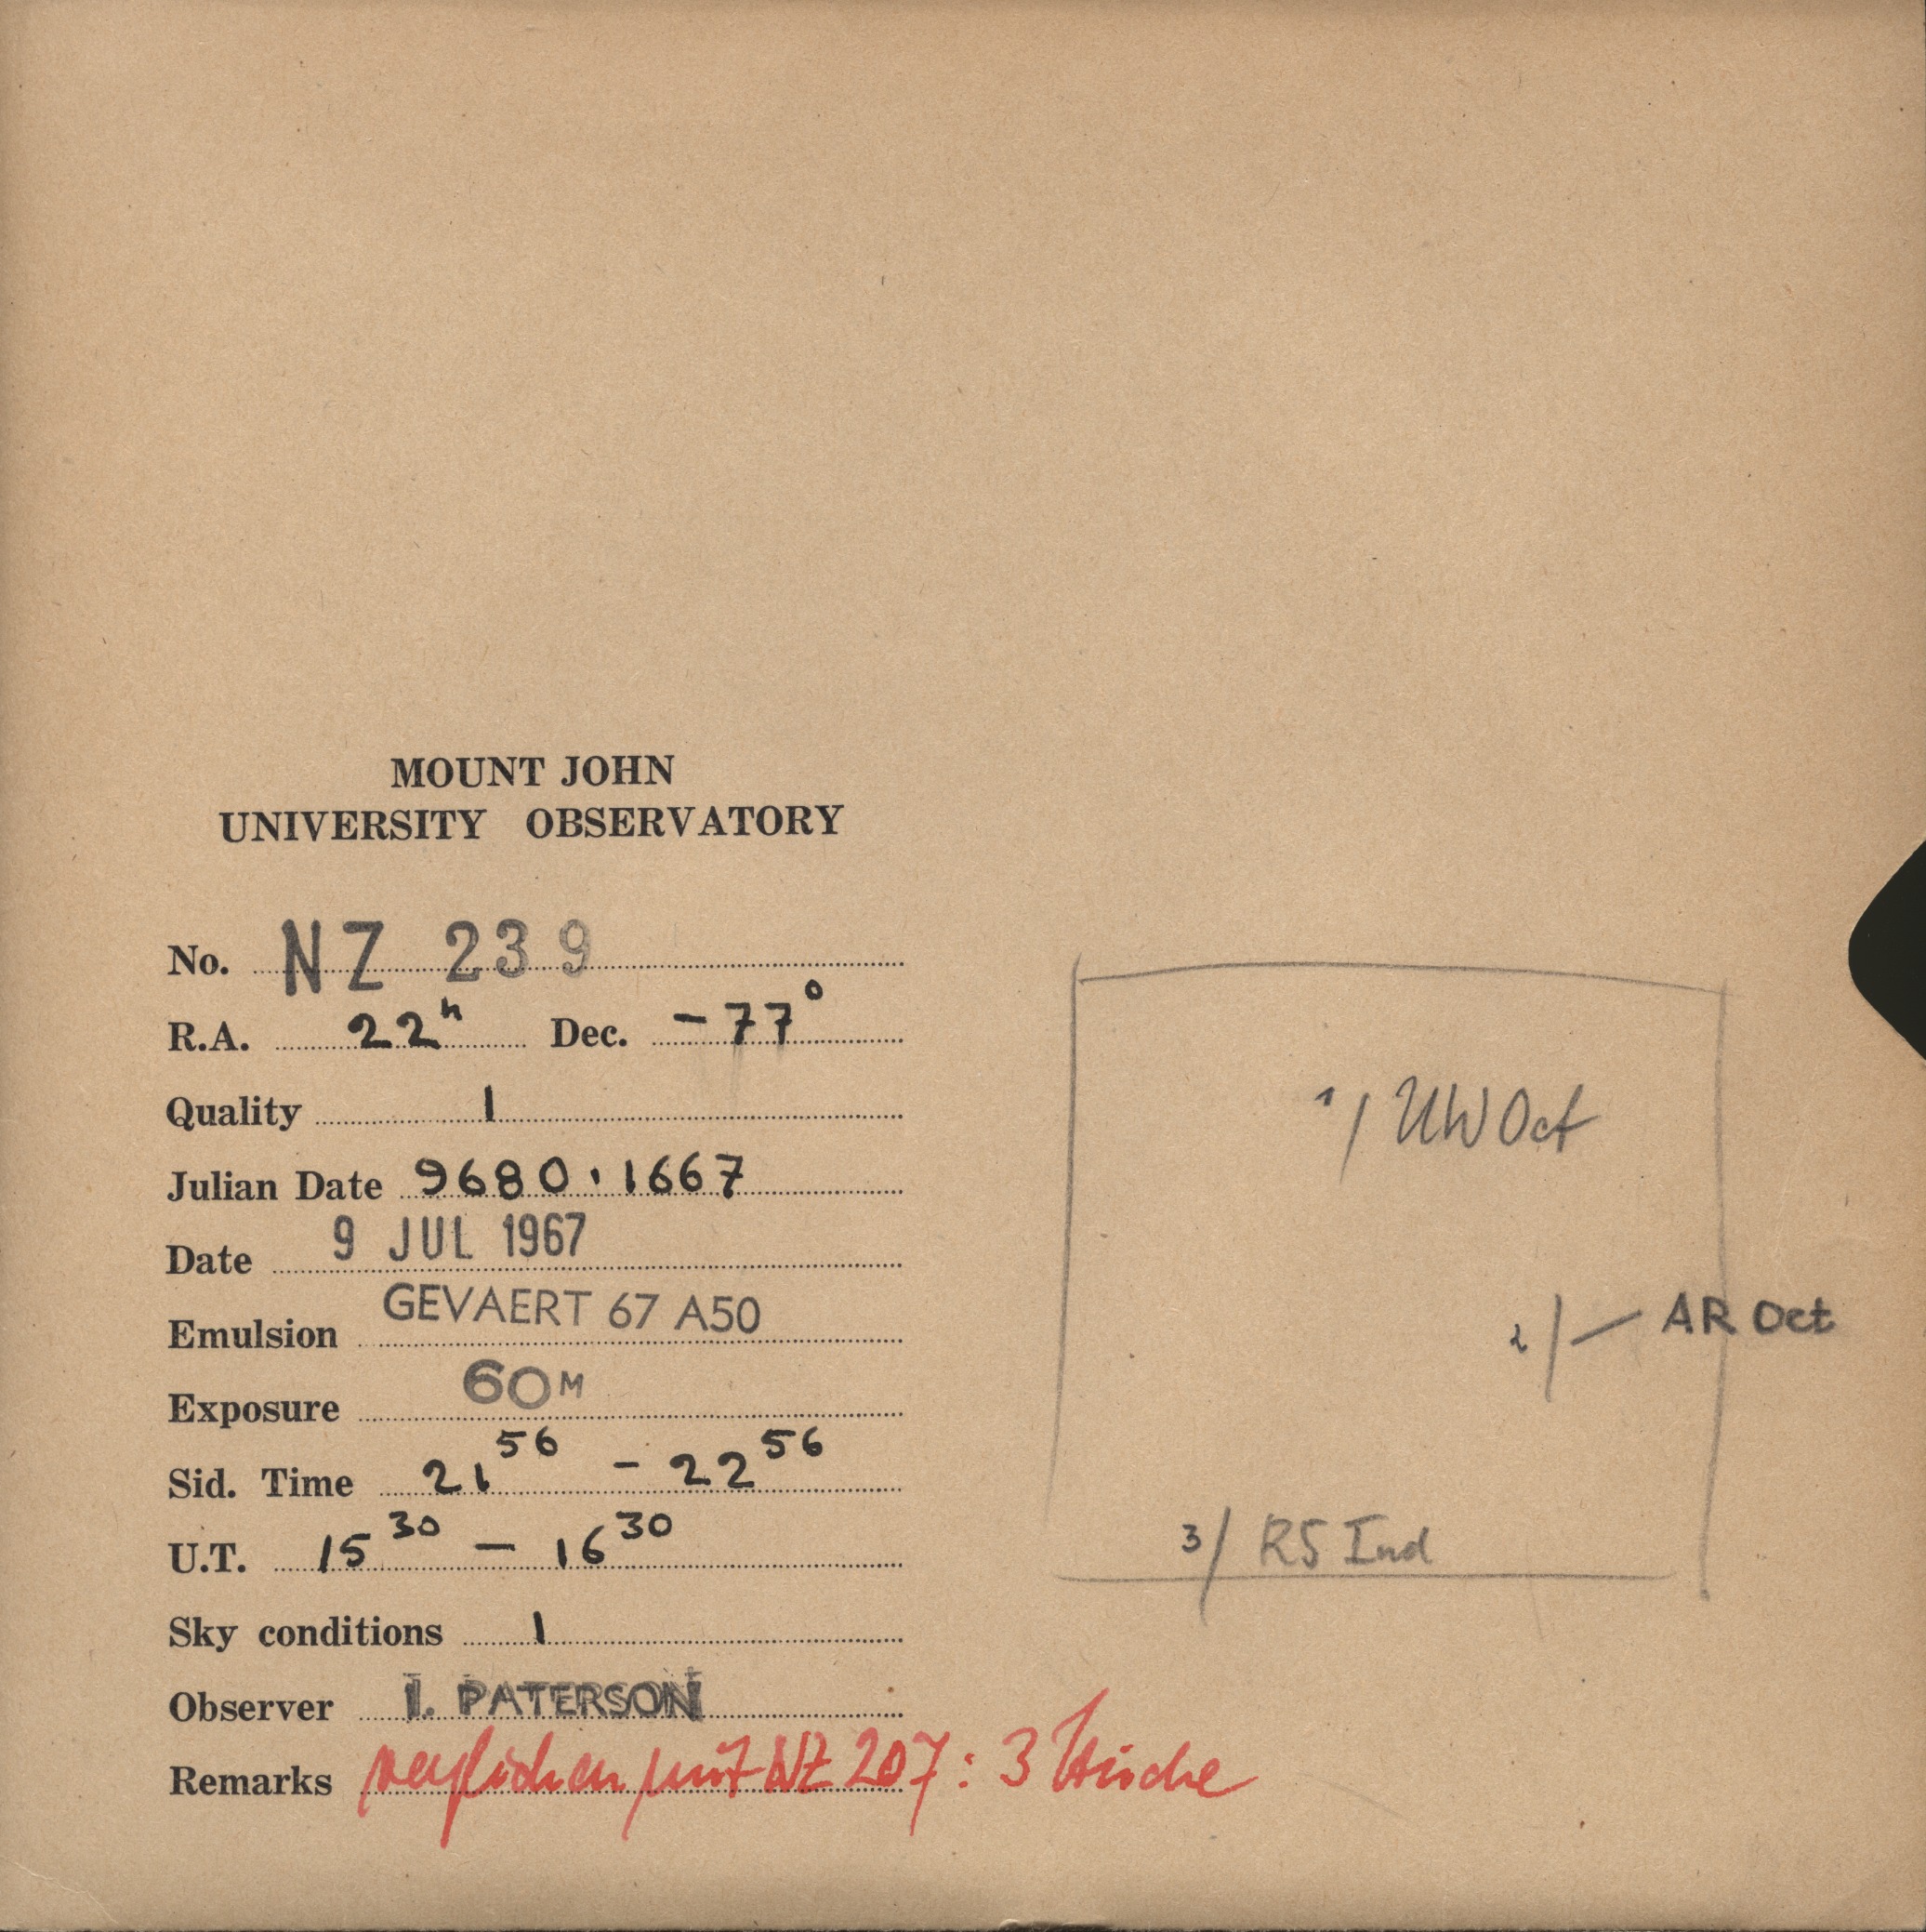 MOUNT JOHN
UNIVERSITY OBSERVATORY
No. NZ 239
R.A. 22h Dec. -77°
Quality 1
Julian Date 9680.1667
Date 9 JUL 1967
Emulsion GEVAERT 67 A50
Exposure 60M
Sid. Time 21 56 - 22 56
U.T. 15 30 - 16 30
Sky conditions 1
Observer I. PATERSON
Remarks verglichen mit NZ 207: 3 Striche
1/ UW Oct
2/ — AR Oct
3/ RS Ind